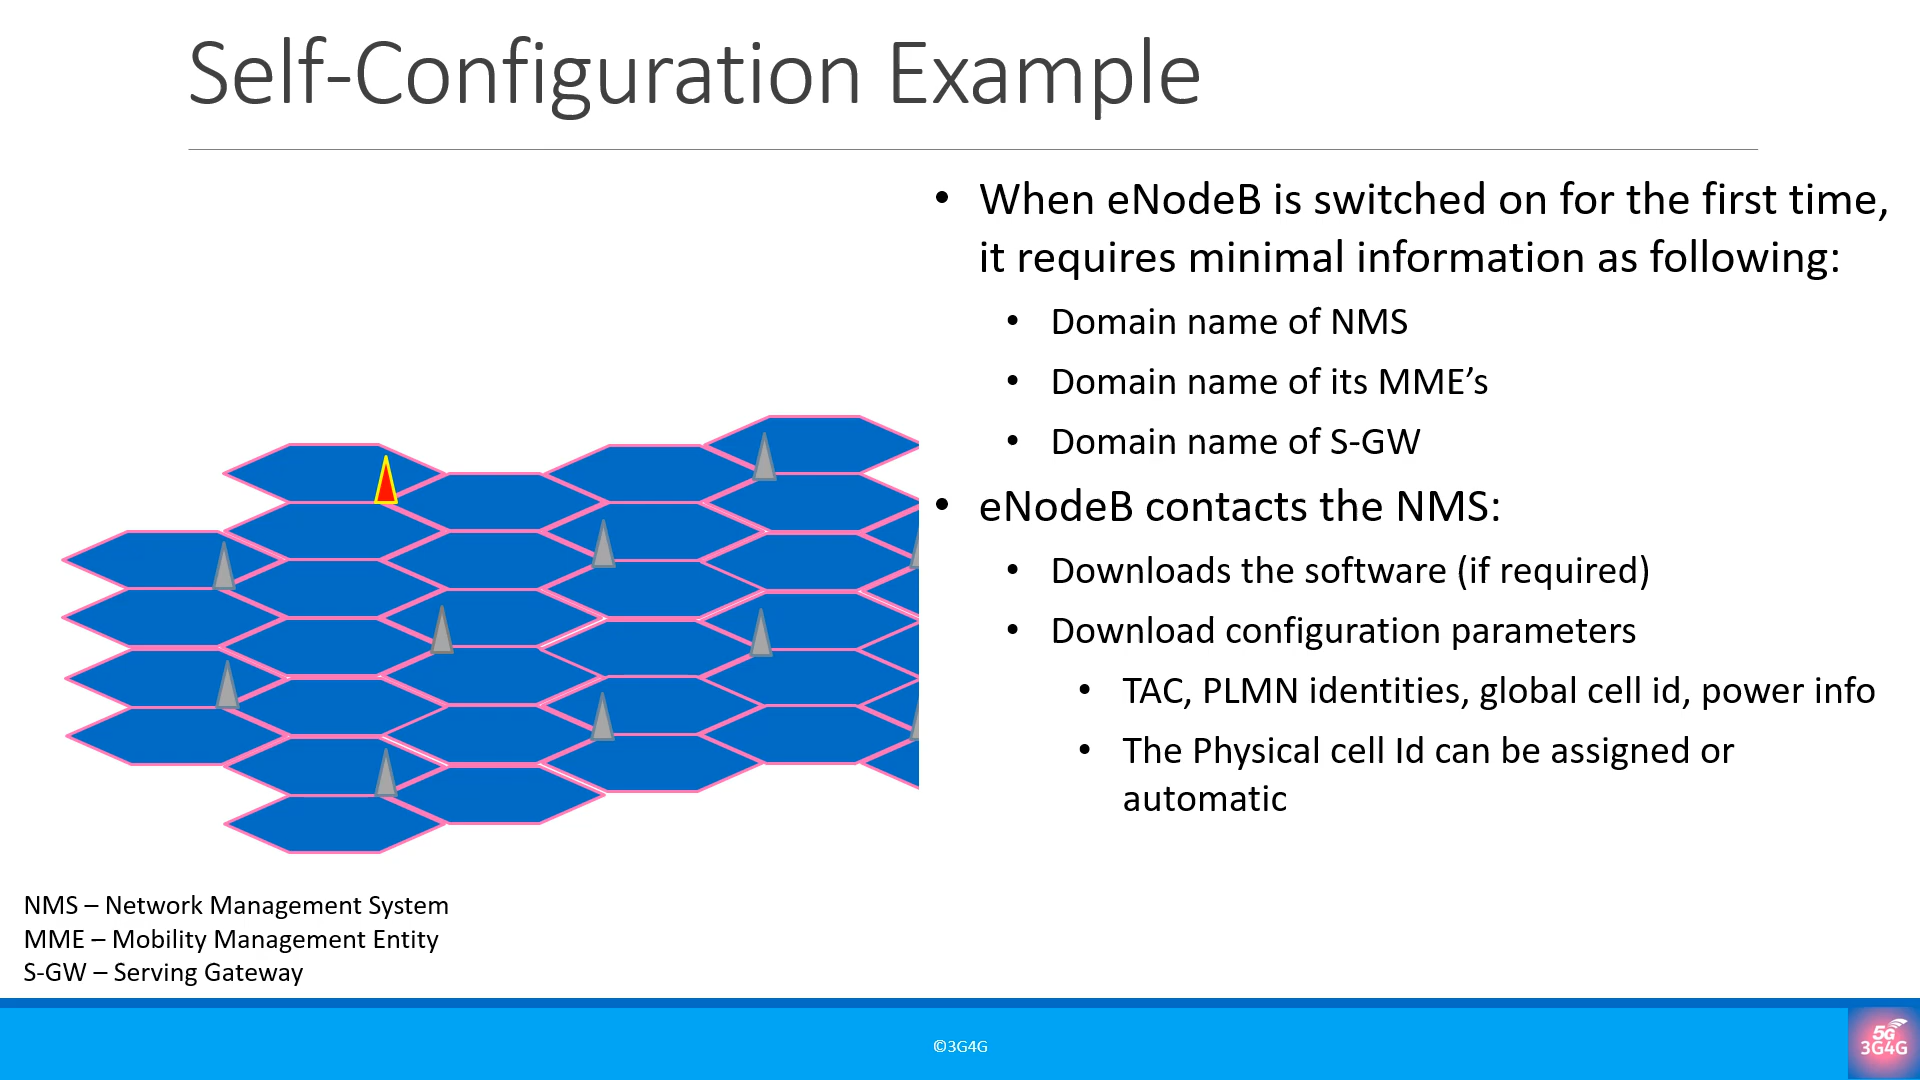 Self-Configuration Example
• When eNodeB is switched on for the first time,
it requires minimal information as following:
• Domain name of NMS
• Domain name of its MME’s
• Domain name of S-GW
• eNodeB contacts the NMS:
• Downloads the software (if required)
• Download configuration parameters
• TAC, PLMN identities, global cell id, power info
• The Physical cell Id can be assigned or
automatic
NMS – Network Management System
MME – Mobility Management Entity
S-GW – Serving Gateway
©3G4G
5G
3G4G